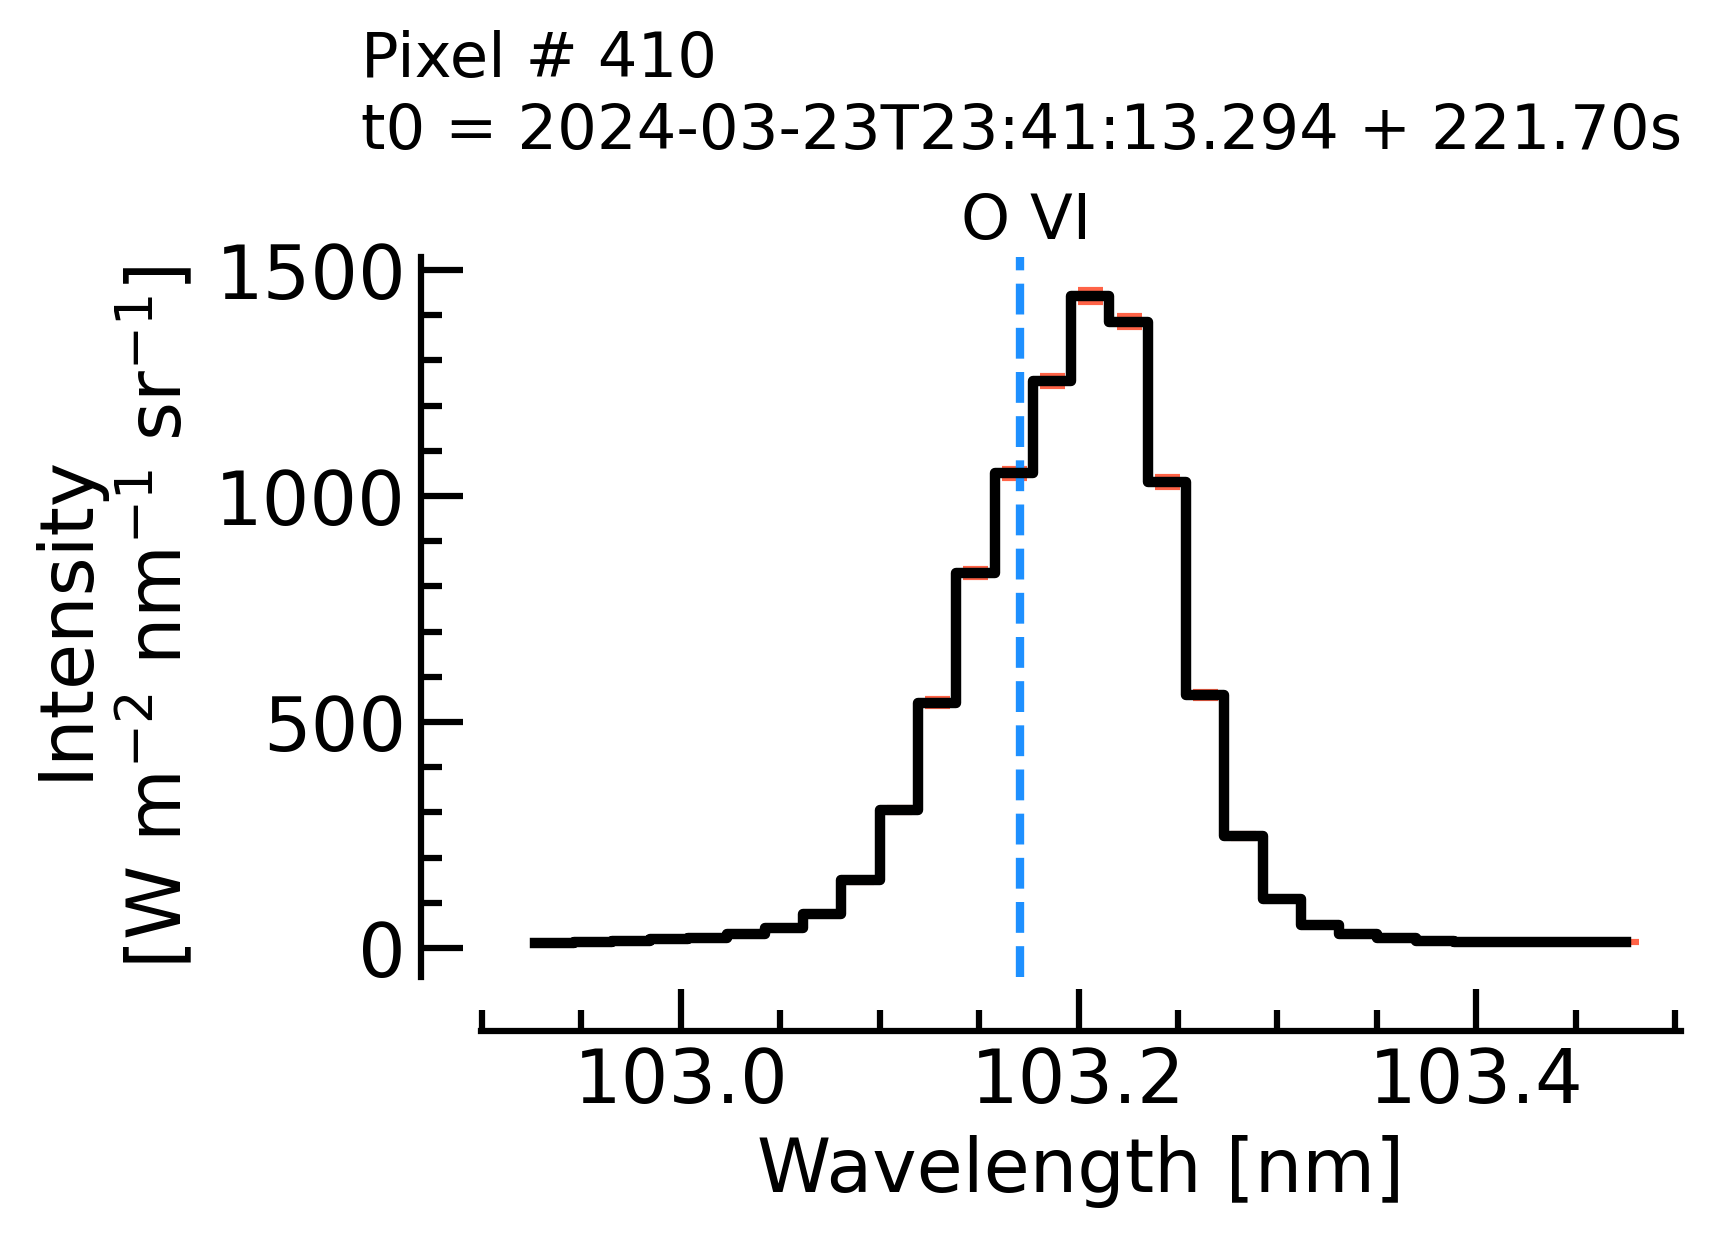 Pixel # 410
t0 = 2024-03-23T23:41:13.294 + 221.70s
O VI
Intensity
[W m⁻² nm⁻¹ sr⁻¹]
1500
1000
500
0
103.0 103.2 103.4
Wavelength [nm]